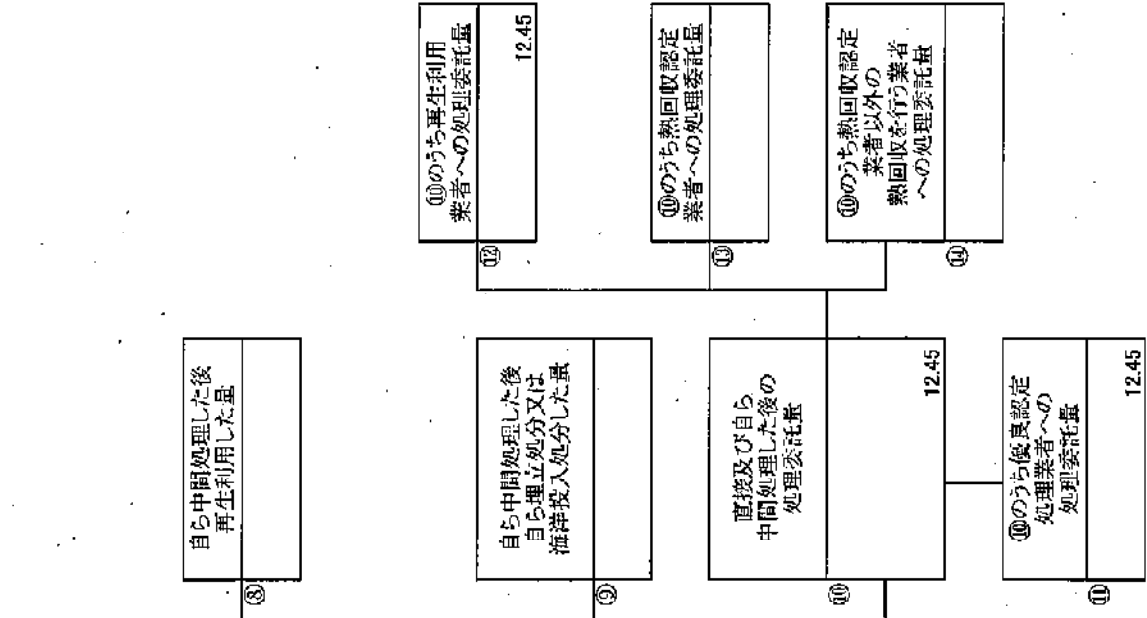 ⑧
自ら中間処理した後
再生利用した量
⑨
自ら中間処理した後
自ら埋立処分又は
海洋投入処分した量
⑩
直接及び自ら
中間処理した後の
処理委託量
12.45
⑪
⑩のうち優良認定
処理業者への
処理委託量
12.45
⑫
⑩のうち再生利用
業者への処理委託量
12.45
⑬
⑩のうち熱回収認定
業者への処理委託量
⑭
⑩のうち熱回収認定
業者以外の
熱回収を行う業者
への処理委託量